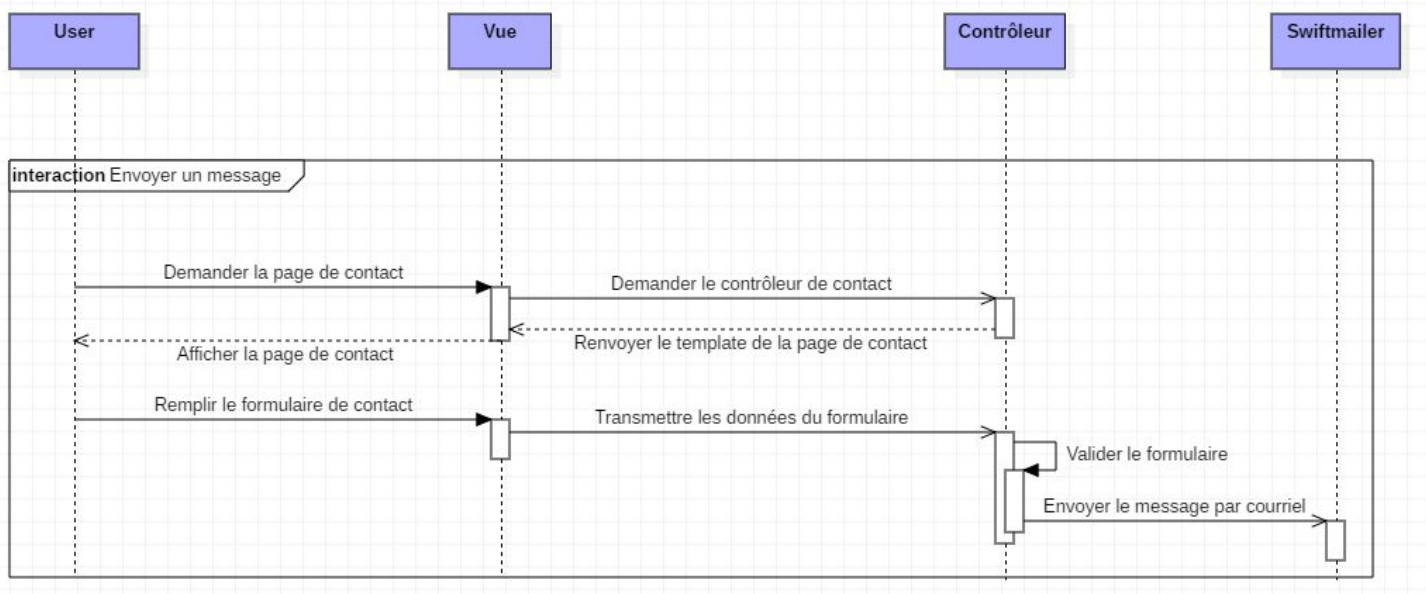 User
Vue
Contrôleur
Swiftmailer
interaction Envoyer un message
Demander la page de contact
Demander le contrôleur de contact
Renvoyer le template de la page de contact
Afficher la page de contact
Remplir le formulaire de contact
Transmettre les données du formulaire
Valider le formulaire
Envoyer le message par courriel